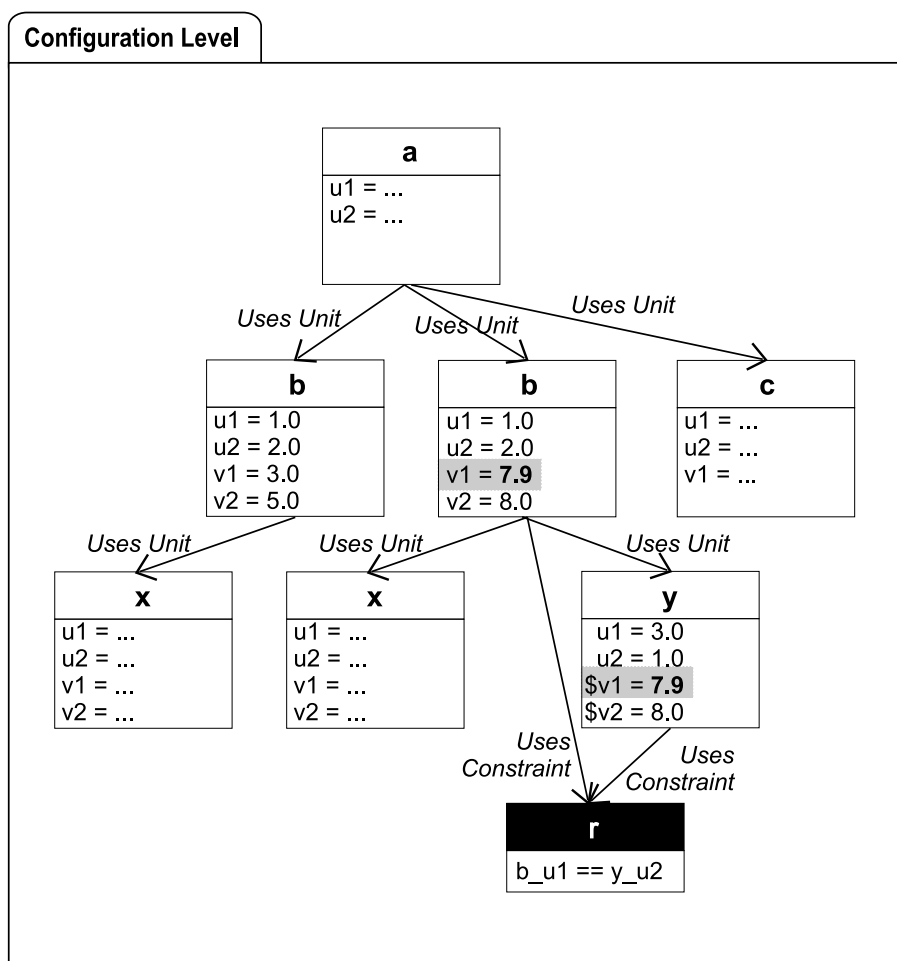 Configuration Level
a
u1 = ...
u2 = ...
Uses Unit
Uses Unit
Uses Unit
b
u1 = 1.0
u2 = 2.0
v1 = 3.0
v2 = 5.0
b
u1 = 1.0
u2 = 2.0
v1 = 7.9
v2 = 8.0
c
u1 = ...
u2 = ...
v1 = ...
Uses Unit
Uses Unit
Uses Unit
x
u1 = ...
u2 = ...
v1 = ...
v2 = ...
x
u1 = ...
u2 = ...
v1 = ...
v2 = ...
y
u1 = 3.0
u2 = 1.0
$v1 = 7.9
$v2 = 8.0
Uses
Constraint
Uses
Constraint
r
b_u1 == y_u2